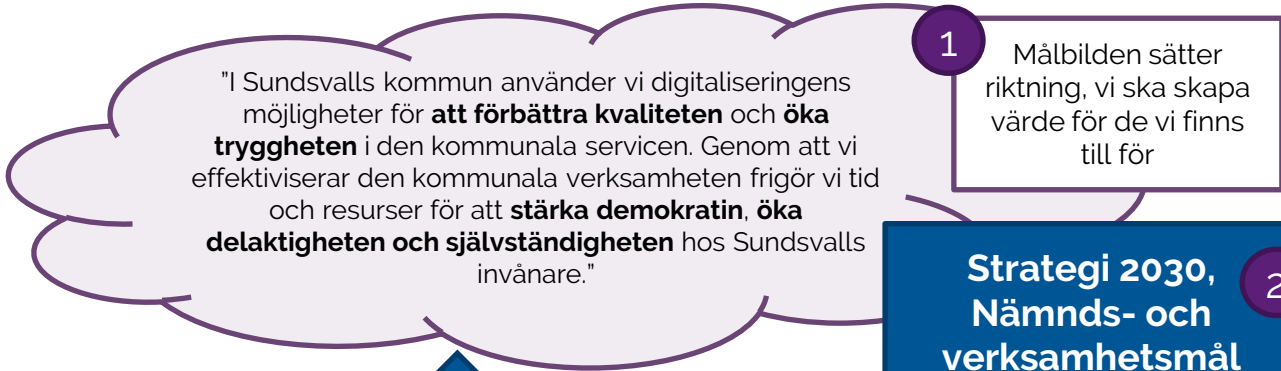 "I Sundsvalls kommun använder vi digitaliseringens
möjligheter för att förbättra kvaliteten och öka
tryggheten i den kommunala servicen. Genom att vi
effektiviserar den kommunala verksamheten frigör vi tid
och resurser för att stärka demokratin, öka
delaktigheten och självständigheten hos Sundsvalls
invånare."
1
Målbilden sätter
riktning, vi ska skapa
värde för de vi finns
till för
Strategi 2030,
Nämnds- och
verksamhetsmål
2